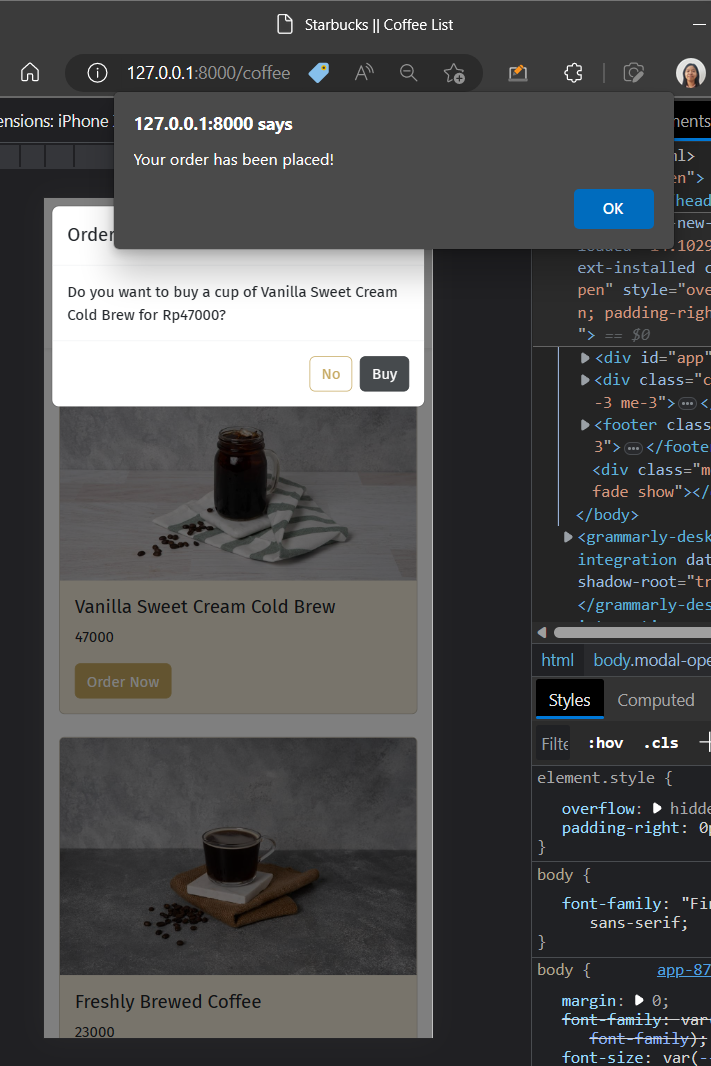 Starbucks || Coffee List
127.0.0.1:8000/coffee
ensions: iPhone
127.0.0.1:8000 says
Your order has been placed!
OK
Order
Do you want to buy a cup of Vanilla Sweet Cream
Cold Brew for Rp47000?
No
Buy
Vanilla Sweet Cream Cold Brew
47000
Order Now
Freshly Brewed Coffee
23000
ments
ml>
en">
head
-new-
14.1029
ext-installed c
pen" style="ove
n; padding-righ
"> == $0
<div id="app"
<div class="c
-3 me-3">
<footer class
3"> </foote
<div class="m
fade show"></
</body>
<grammarly-desk
integration dat
shadow-root="tr
</grammarly-des
html body.modal-ope
Styles Computed
Filte :hov .cls
element.style {
overflow: hidde
padding-right: 0p
}
body {
font-family: "Fir
sans-serif;
}
body { app-87
margin: 0;
font-family: var(
font-family);
font-size: var(--